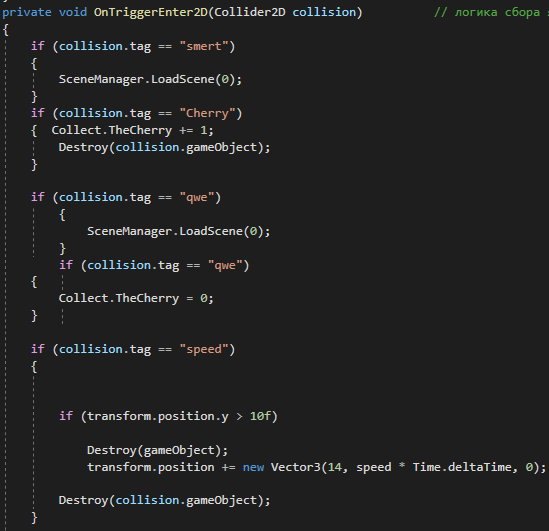 private void OnTriggerEnter2D(Collider2D collision) // логика сбора
{
if (collision.tag == "smert")
{
SceneManager.LoadScene(0);
}
if (collision.tag == "Cherry")
{ Collect.TheCherry += 1;
Destroy(collision.gameObject);
}
if (collision.tag == "qwe")
{
SceneManager.LoadScene(0);
}
if (collision.tag == "qwe")
{
Collect.TheCherry = 0;
}
if (collision.tag == "speed")
{
if (transform.position.y > 10f)
Destroy(gameObject);
transform.position += new Vector3(14, speed * Time.deltaTime, 0);
Destroy(collision.gameObject);
}